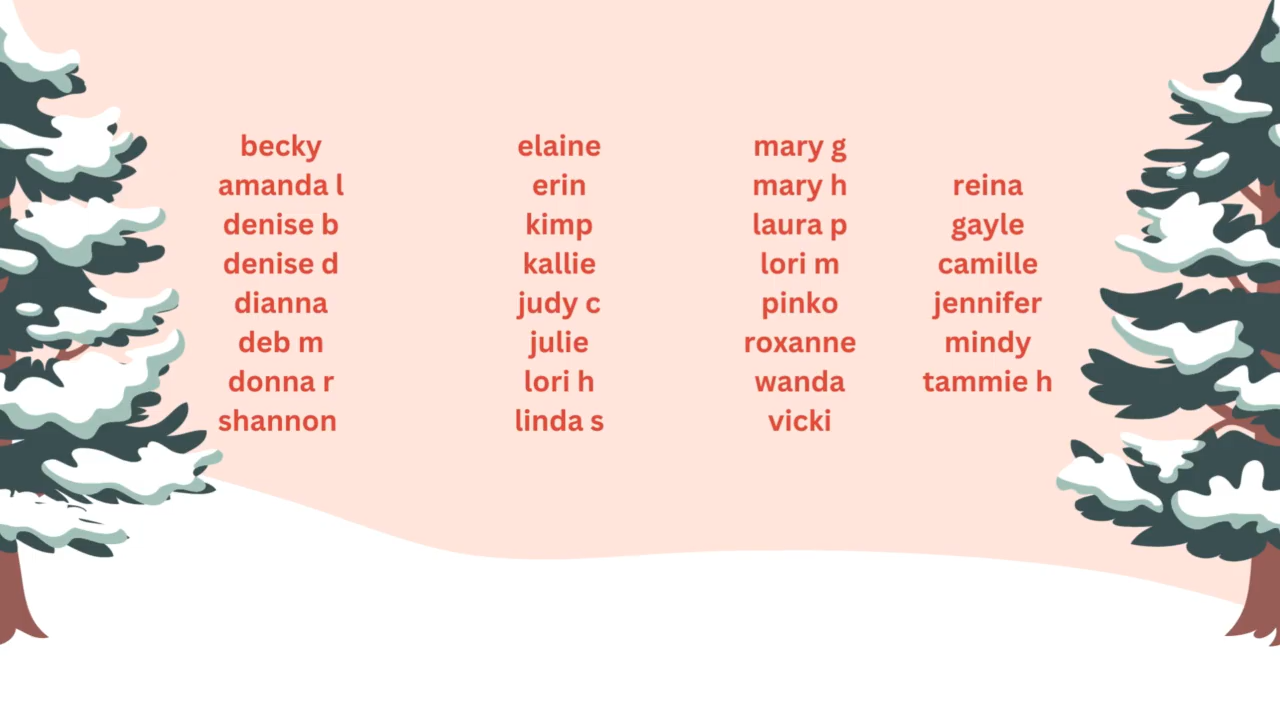 becky
amanda l
denise b
denise d
dianna
deb m
donna r
shannon
elaine
erin
kimp
kallie
judy c
julie
lori h
linda s
mary g
mary h
laura p
lori m
pinko
roxanne
wanda
vicki
reina
gayle
camille
jennifer
mindy
tammie h